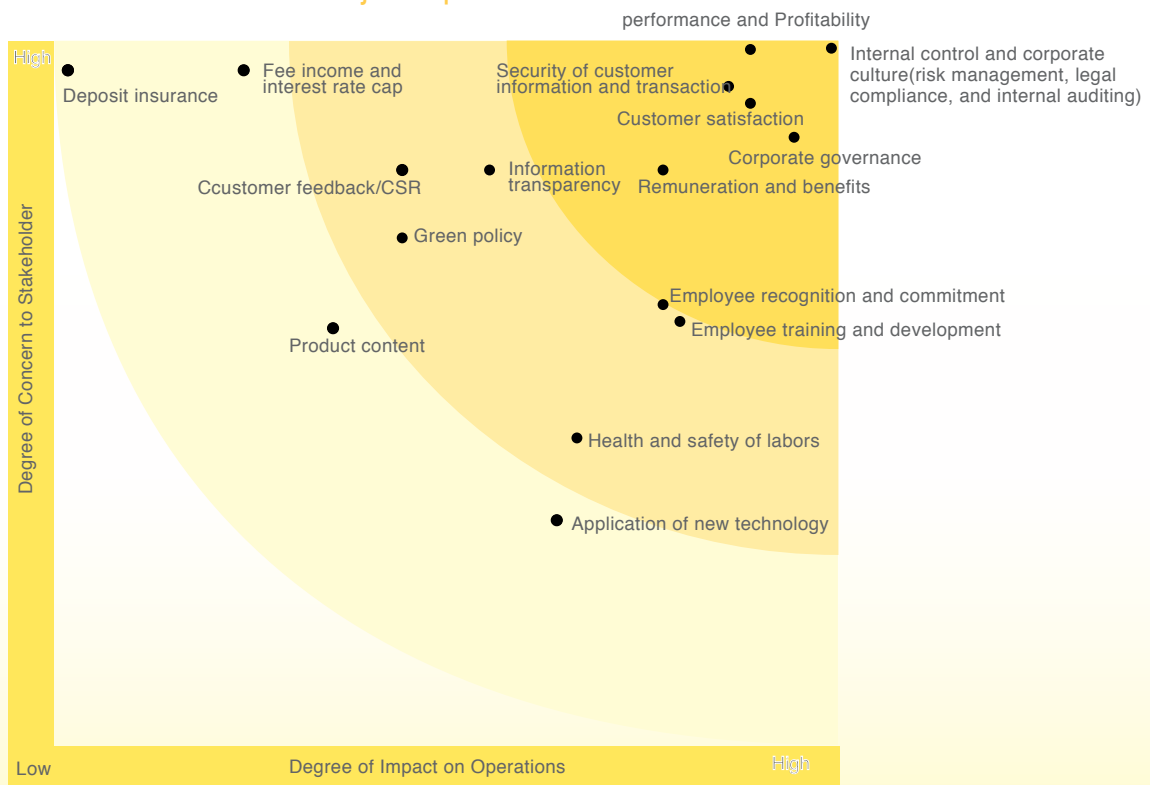 performance and Profitability
High
Deposit insurance
Fee income and
interest rate cap
Security of customer
information and transaction
Internal control and corporate
culture(risk management, legal
compliance, and internal auditing)
Customer satisfaction
Corporate governance
Ccustomer feedback/CSR
Information
transparency
Remuneration and benefits
Green policy
Degree of Concern to Stakeholder
Employee recognition and commitment
Employee training and development
Product content
Health and safety of labors
Application of new technology
Low
Degree of Impact on Operations
High